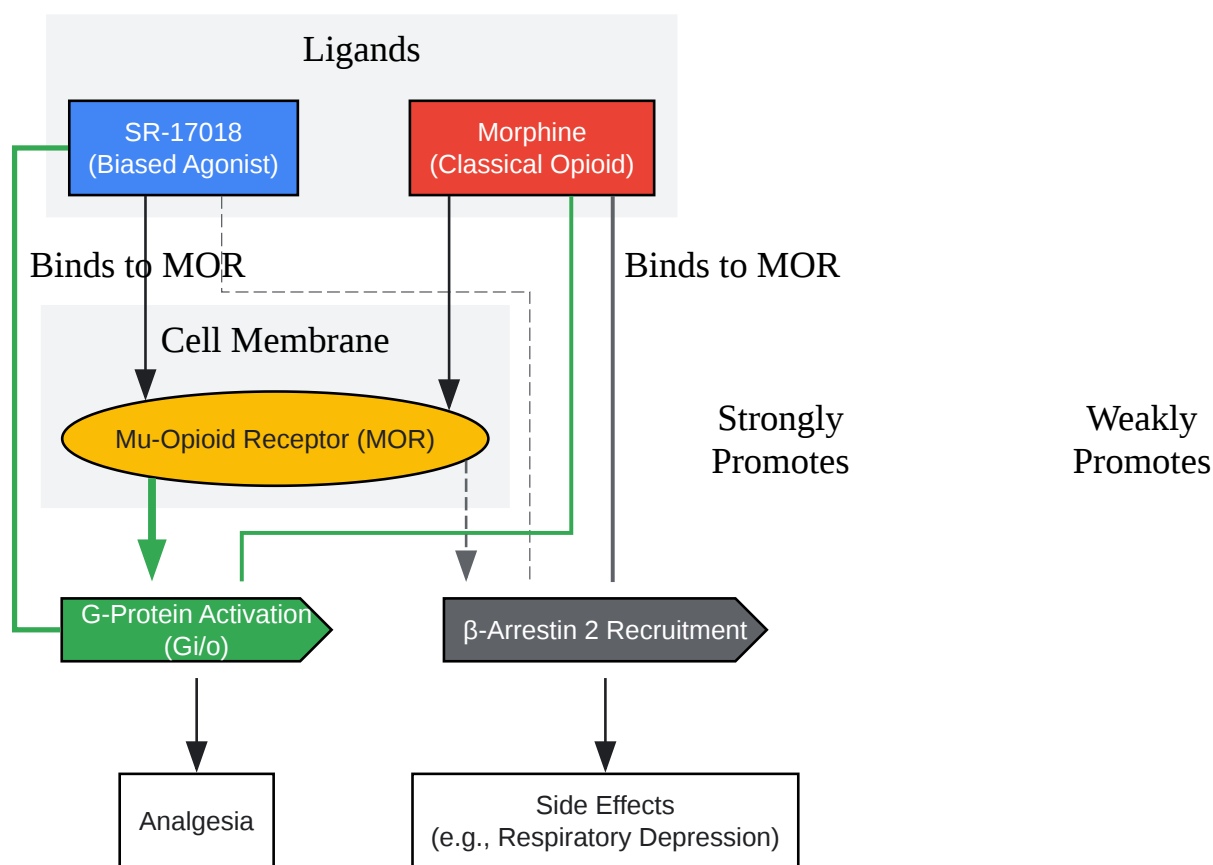 Ligands
SR-17018
(Biased Agonist)
Morphine
(Classical Opioid)
Binds to MOR
Binds to MOR
Cell Membrane
Mu-Opioid Receptor (MOR)
Strongly
Promotes
Weakly
Promotes
G-Protein Activation
(Gi/o)
β-Arrestin 2 Recruitment
Analgesia
Side Effects
(e.g., Respiratory Depression)